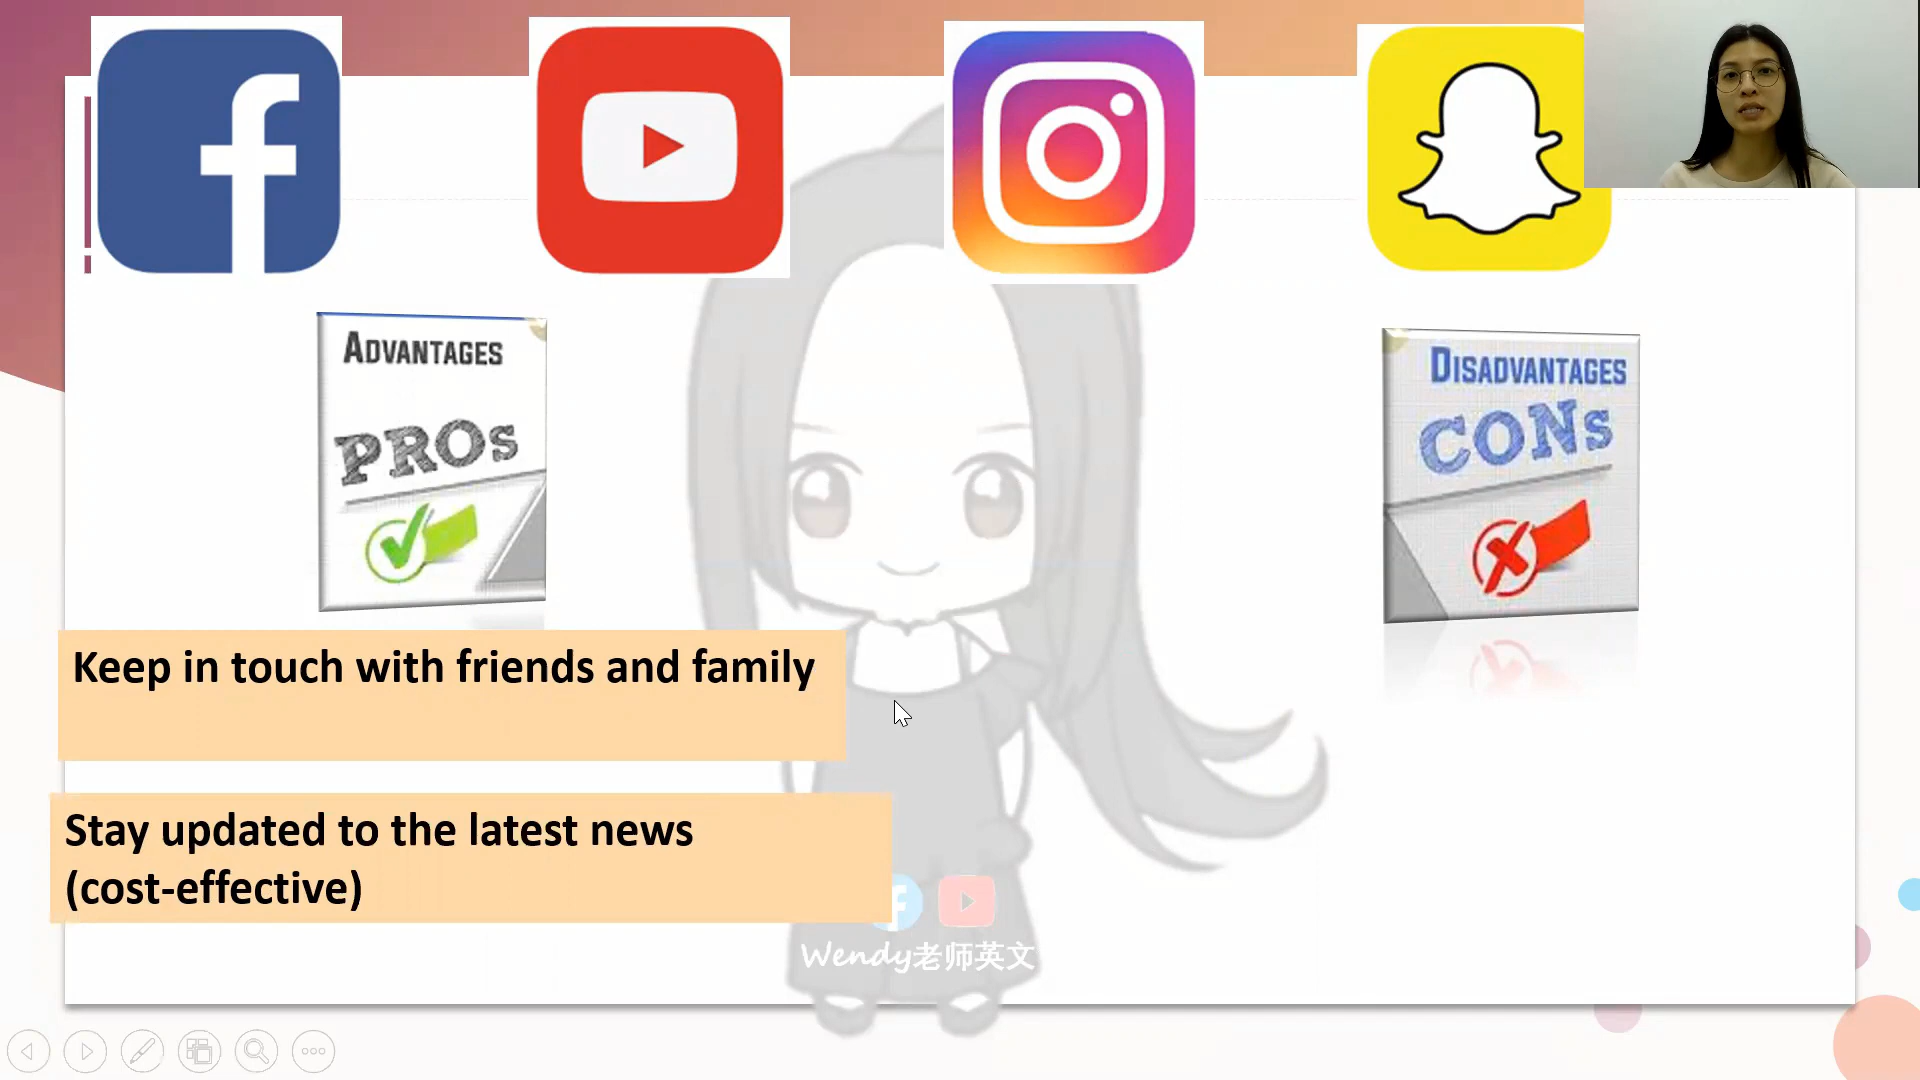 ADVANTAGES
PROs
DISADVANTAGES
CONs
Keep in touch with friends and family
Stay updated to the latest news
(cost-effective)
Wendy老师英文